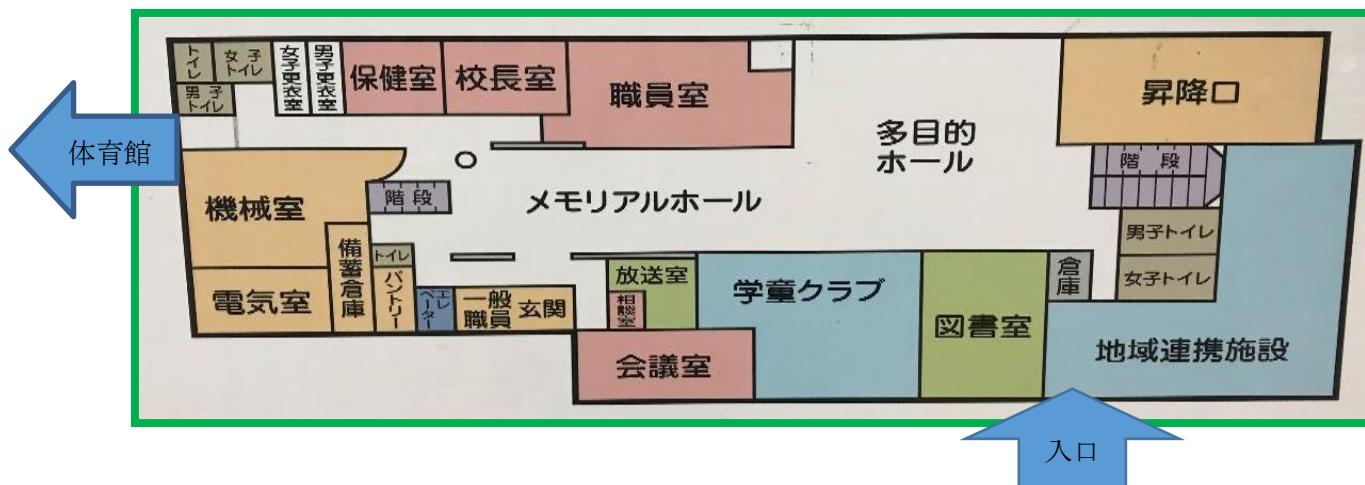 トイレ
女子
トイレ
男子
トイレ
女子更衣室
男子更衣室
保健室
校長室
職員室
昇降口
多目的
ホール
体育館
機械室
階段
メモリアルホール
階段
男子トイレ
女子トイレ
倉庫
備蓄倉庫
トイレ
パントリー
エレ
ベーター
一般
職員
玄関
放送室
相談室
学童クラブ
図書室
電気室
会議室
地域連携施設
入口